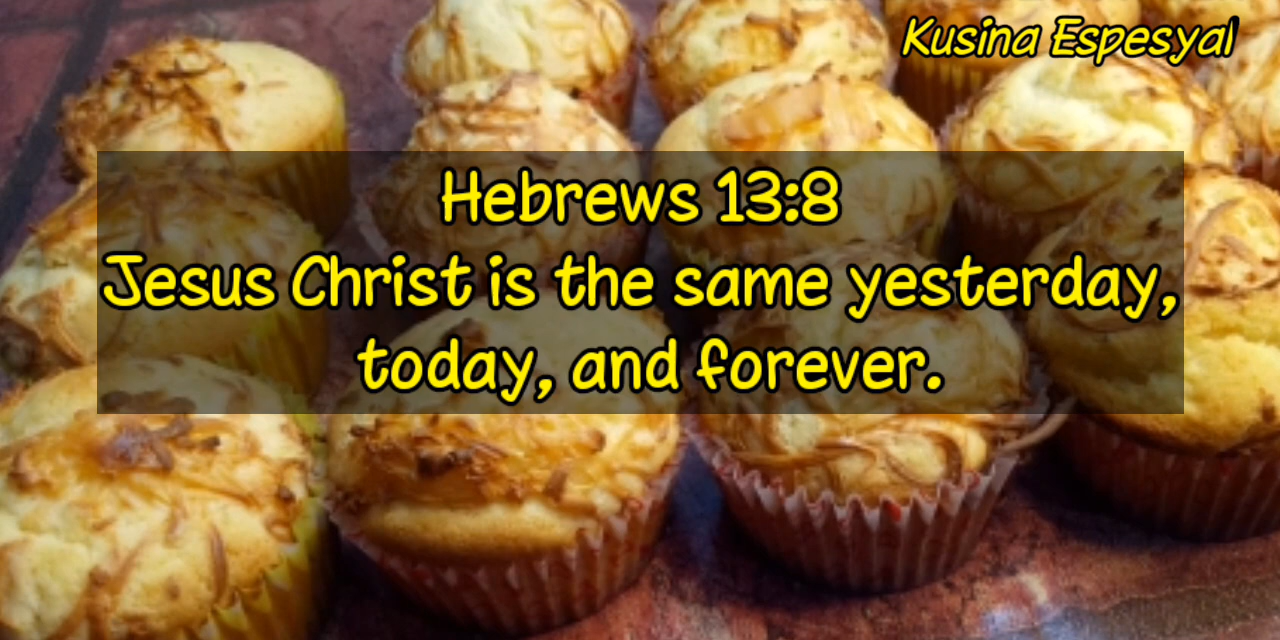 Kusina Espesyal
Hebrews 13:8
Jesus Christ is the same yesterday,
today, and forever.